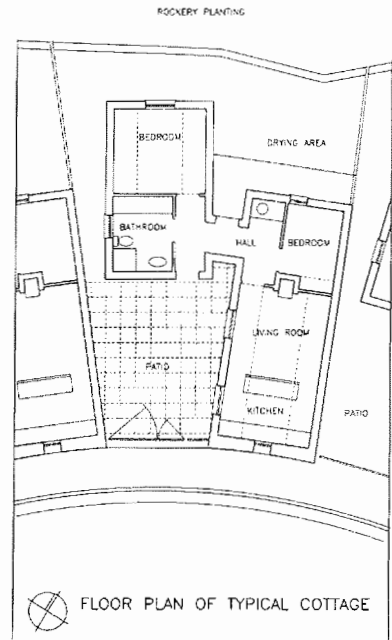 ROCKERY PLANTING
BEDROOM
DRYING AREA
BATHROOM
HALL
BEDROOM
LIVING ROOM
PATIO
KITCHEN
PATIO
FLOOR PLAN OF TYPICAL COTTAGE